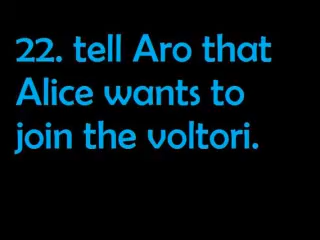 22. tell Aro that
Alice wants to
join the voltori.